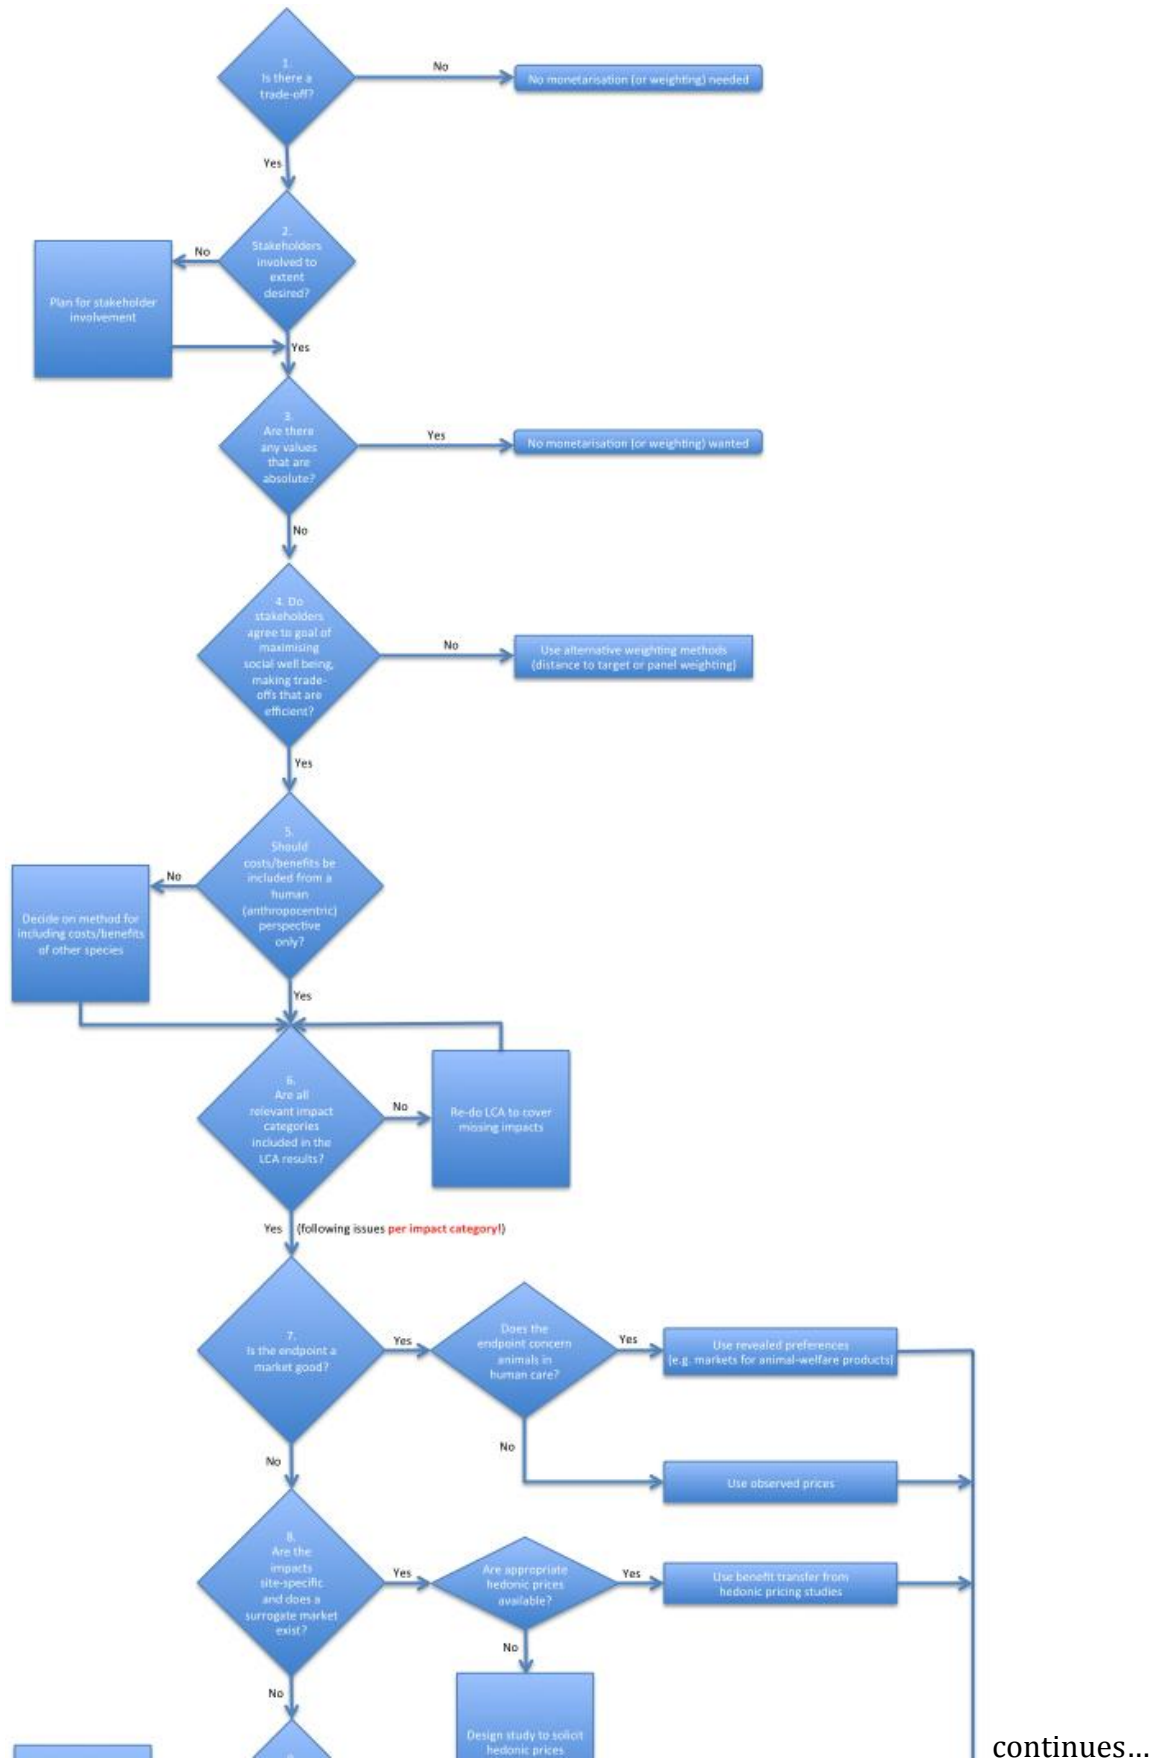 1.
Is there a
trade-off?
No
No monetarisation (or weighting) needed
Yes
2.
Stakeholders
involved to
extent
desired?
No
Plan for stakeholder
involvement
Yes
3.
Are there
any values
that are
absolute?
Yes
No monetarisation (or weighting) wanted
No
4. Do
stakeholders
agree to goal of
maximising
social well being,
making trade-
offs that are
efficient?
No
Use alternative weighting methods
(distance to target or panel weighting)
Yes
5.
Should
costs/benefits be
included from a
human
(anthropocentric)
perspective
only?
No
Decide on method for
including costs/benefits
of other species
Yes
6.
Are all
relevant impact
categories
included in the
LCA results?
No
Re-do LCA to cover
missing impacts
Yes
(following issues per impact category!)
7.
Is the endpoint a
market good?
Yes
Does the
endpoint concern
animals in
human care?
Yes
Use revealed preferences
(e.g. markets for animal-welfare products)
No
Use observed prices
No
8.
Are the
impacts
site-specific
and does a
surrogate market
exist?
Yes
Are appropriate
hedonic prices
available?
Yes
Use benefit transfer from
hedonic pricing studies
No
Design study to solicit
hedonic prices
No
continues...